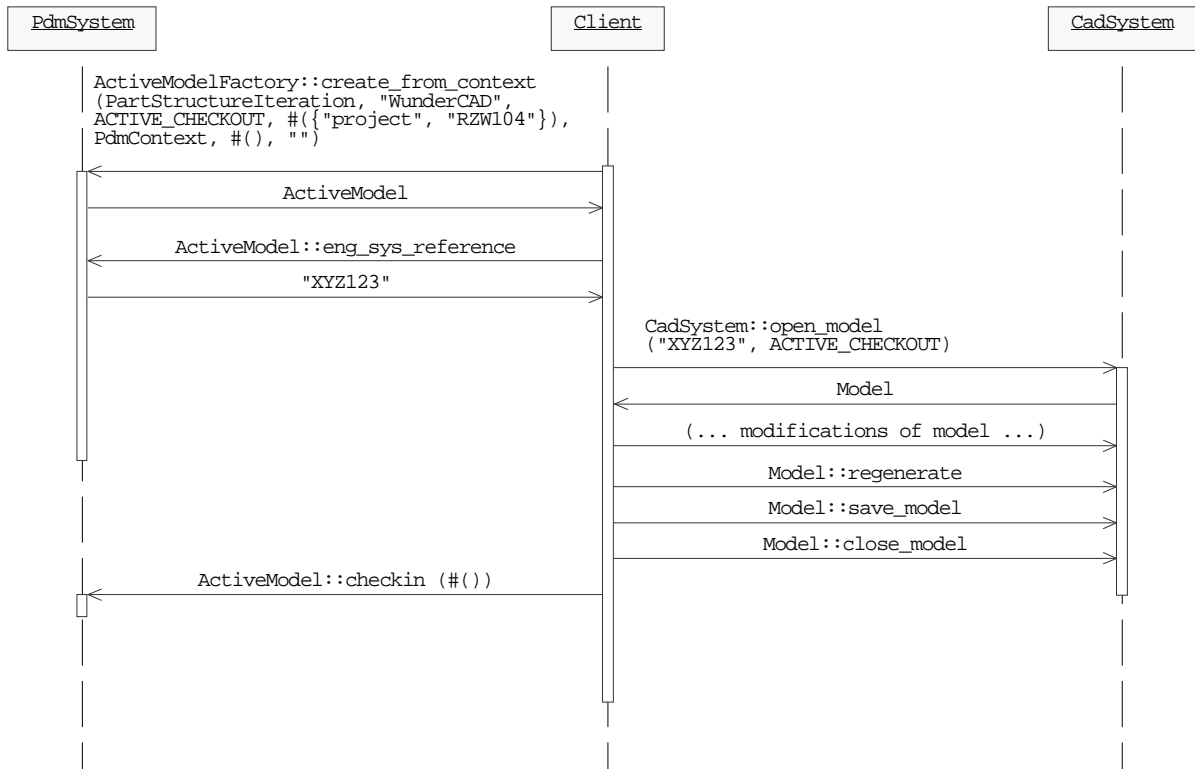 PdmSystem
Client
CadSystem
ActiveModelFactory::create_from_context
(PartStructureIteration, "WunderCAD",
ACTIVE_CHECKOUT, #({"project", "RZW104"}),
PdmContext, #(), "")
ActiveModel
ActiveModel::eng_sys_reference
"XYZ123"
CadSystem::open_model
("XYZ123", ACTIVE_CHECKOUT)
Model
(... modifications of model ...)
Model::regenerate
Model::save_model
Model::close_model
ActiveModel::checkin (#())